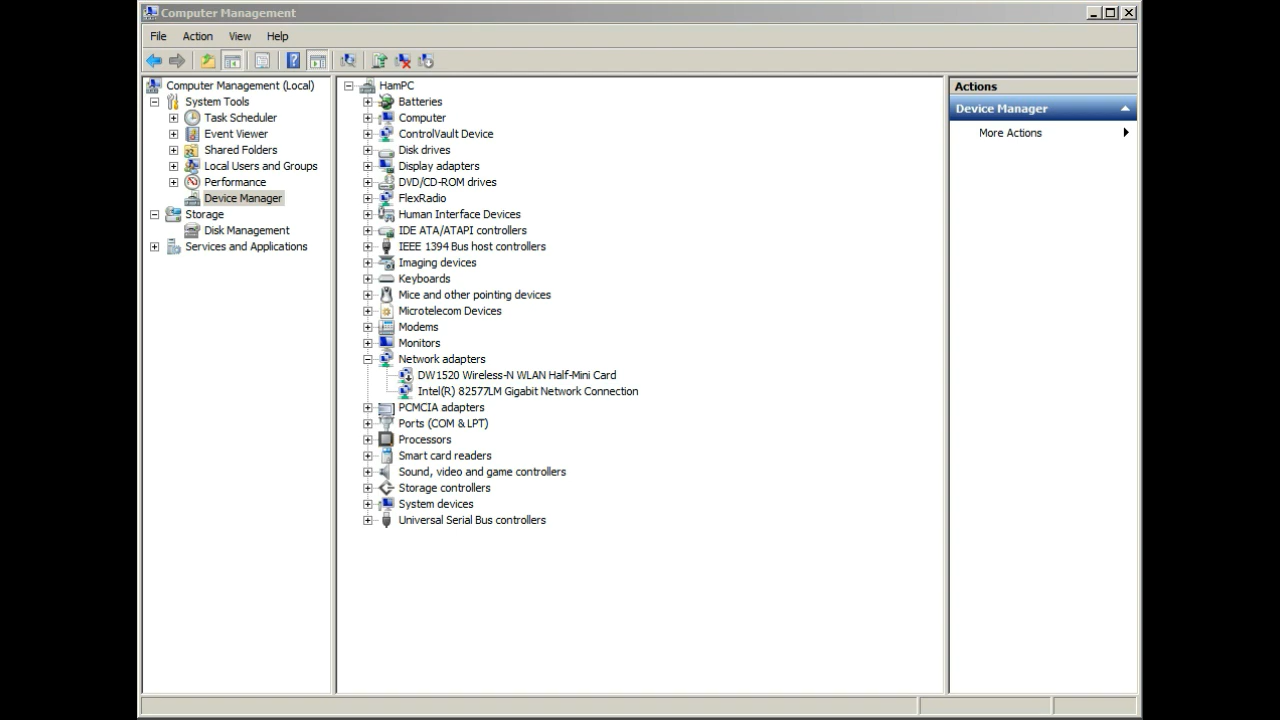 Computer Management
File Action View Help
Computer Management (Local)
System Tools
Task Scheduler
Event Viewer
Shared Folders
Local Users and Groups
Performance
Device Manager
Storage
Disk Management
Services and Applications
HamPC
Batteries
Computer
ControlVault Device
Disk drives
Display adapters
DVD/CD-ROM drives
FlexRadio
Human Interface Devices
IDE ATA/ATAPI controllers
IEEE 1394 Bus host controllers
Imaging devices
Keyboards
Mice and other pointing devices
Microtelecom Devices
Modems
Monitors
Network adapters
DW1520 Wireless-N WLAN Half-Mini Card
Intel(R) 82577LM Gigabit Network Connection
PCMCIA adapters
Ports (COM & LPT)
Processors
Smart card readers
Sound, video and game controllers
Storage controllers
System devices
Universal Serial Bus controllers
Actions
Device Manager
More Actions